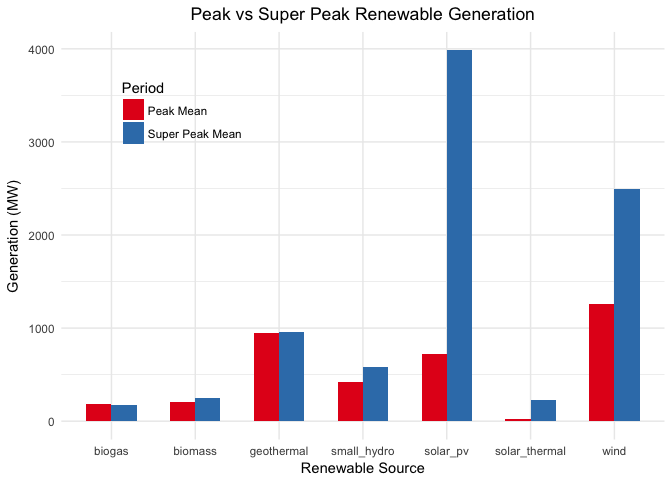 Peak vs Super Peak Renewable Generation
4000
3000
2000
1000
0
Generation (MW)
Period
Peak Mean
Super Peak Mean
biogas biomass geothermal small_hydro solar_pv solar_thermal wind
Renewable Source